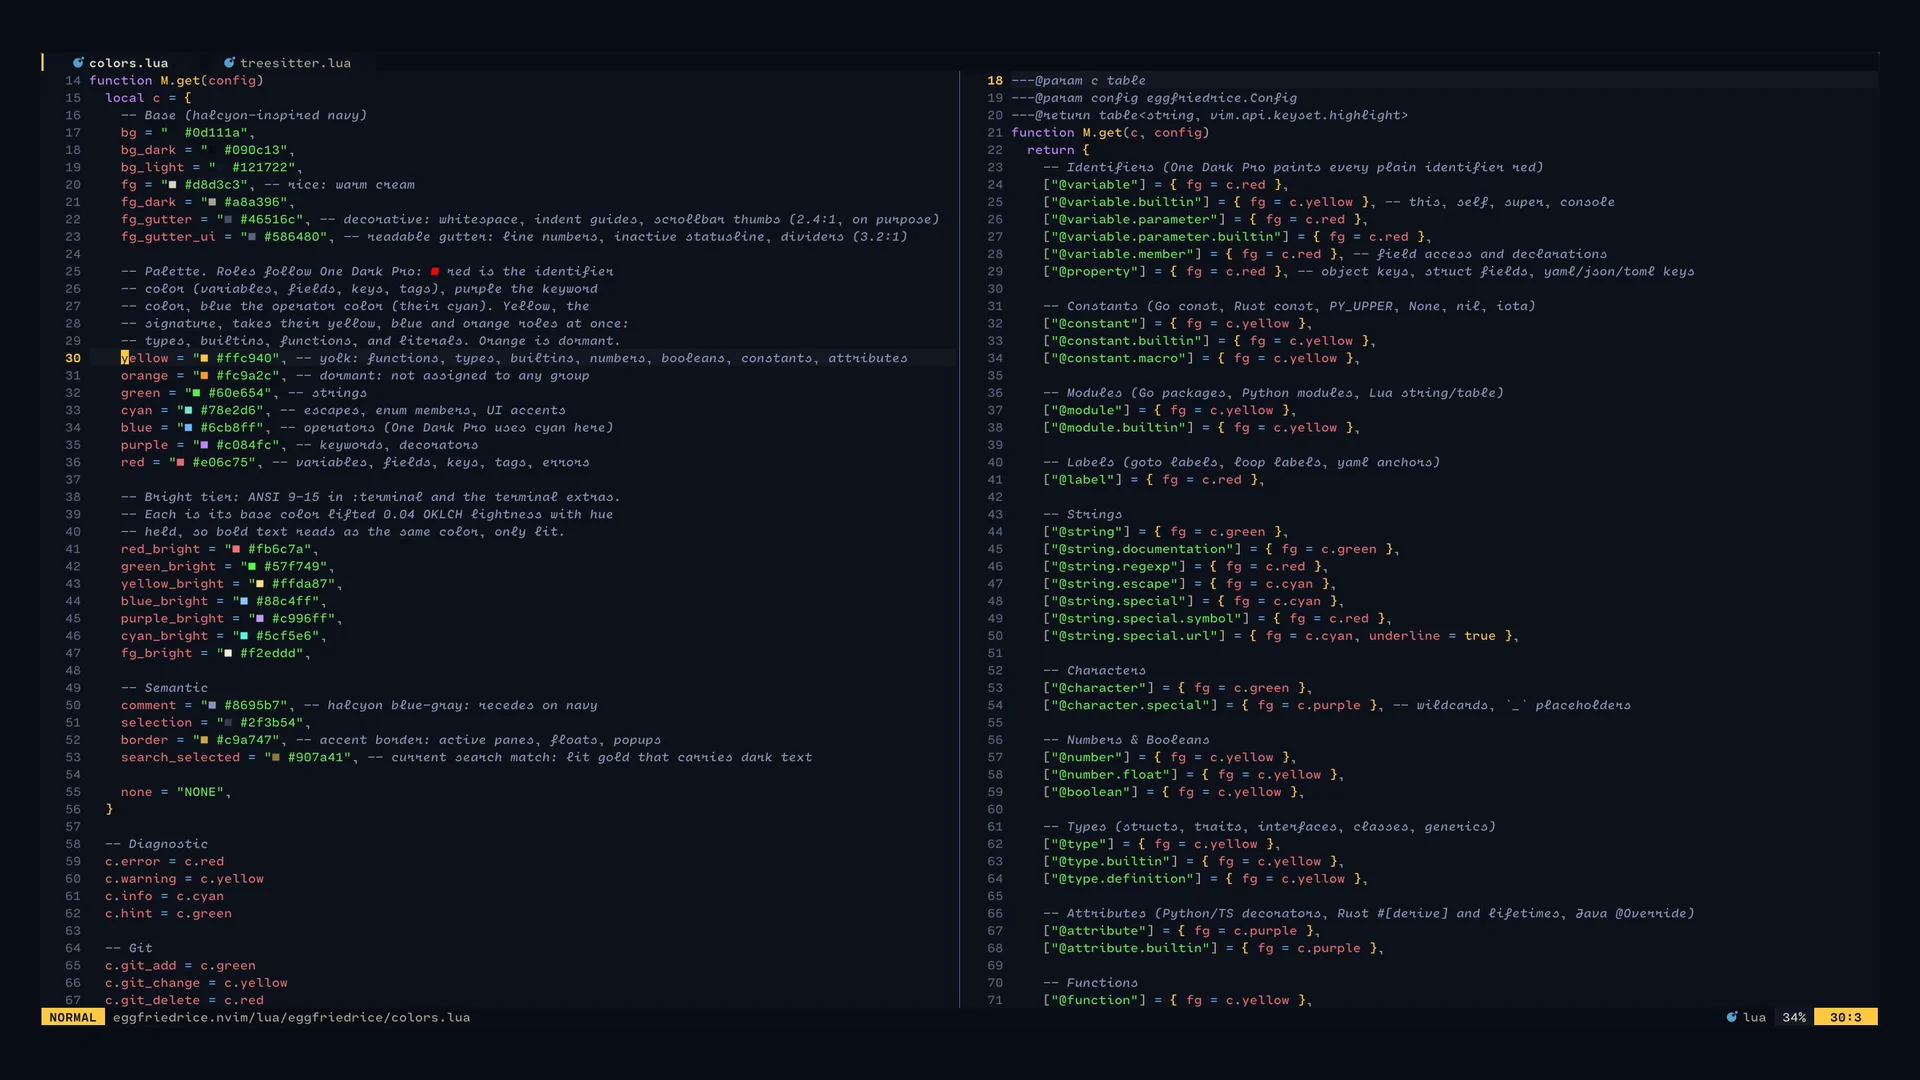 colors.lua
treesitter.lua
14 function M.get(config)
15 local c = {
16 -- Base (halcyon-inspired navy)
17 bg = " #0d111a",
18 bg_dark = " #090c13",
19 bg_light = " #121722",
20 fg = "■ #d8d3c3", -- rice: warm cream
21 fg_dark = "■ #a8a396",
22 fg_gutter = "■ #46516c", -- decorative: whitespace, indent guides, scrollbar thumbs (2.4:1, on purpose)
23 fg_gutter_ui = "■ #586480", -- readable gutter: line numbers, inactive statusline, dividers (3.2:1)
24
25 -- Palette. Roles follow One Dark Pro: ■ red is the identifier
26 -- color (variables, fields, keys, tags), purple the keyword
27 -- color, blue the operator color (their cyan). Yellow, the
28 -- signature, takes their yellow, blue and orange roles at once:
29 -- types, builtins, functions, and literals. Orange is dormant.
30 yellow = "■ #ffc940", -- yolk: functions, types, builtins, numbers, booleans, constants, attributes
31 orange = "■ #fc9a2c", -- dormant: not assigned to any group
32 green = "■ #60e654", -- strings
33 cyan = "■ #78e2d6", -- escapes, enum members, UI accents
34 blue = "■ #6cb8ff", -- operators (One Dark Pro uses cyan here)
35 purple = "■ #c084fc", -- keywords, decorators
36 red = "■ #e06c75", -- variables, fields, keys, tags, errors
37
38 -- Bright tier: ANSI 9-15 in :terminal and the terminal extras.
39 -- Each is its base color lifted 0.04 OKLCH lightness with hue
40 -- held, so bold text reads as the same color, only lit.
41 red_bright = "■ #fb6c7a",
42 green_bright = "■ #57f749",
43 yellow_bright = "■ #ffda87",
44 blue_bright = "■ #88c4ff",
45 purple_bright = "■ #c996ff",
46 cyan_bright = "■ #5cf5e6",
47 fg_bright = "■ #f2eddd",
48
49 -- Semantic
50 comment = "■ #8695b7", -- halcyon blue-gray: recedes on navy
51 selection = "■ #2f3b54",
52 border = "■ #c9a747", -- accent border: active panes, floats, popups
53 search_selected = "■ #907a41", -- current search match: lit gold that carries dark text
54
55 none = "NONE",
56 }
57
58 -- Diagnostic
59 c.error = c.red
60 c.warning = c.yellow
61 c.info = c.cyan
62 c.hint = c.green
63
64 -- Git
65 c.git_add = c.green
66 c.git_change = c.yellow
67 c.git_delete = c.red
18 ---@param c table
19 ---@param config eggfriedrice.Config
20 ---@return table<string, vim.api.keyset.highlight>
21 function M.get(c, config)
22 return {
23 -- Identifiers (One Dark Pro paints every plain identifier red)
24 ["@variable"] = { fg = c.red },
25 ["@variable.builtin"] = { fg = c.yellow }, -- this, self, super, console
26 ["@variable.parameter"] = { fg = c.red },
27 ["@variable.parameter.builtin"] = { fg = c.red },
28 ["@variable.member"] = { fg = c.red }, -- field access and declarations
29 ["@property"] = { fg = c.red }, -- object keys, struct fields, yaml/json/toml keys
30
31 -- Constants (Go const, Rust const, PY_UPPER, None, nil, iota)
32 ["@constant"] = { fg = c.yellow },
33 ["@constant.builtin"] = { fg = c.yellow },
34 ["@constant.macro"] = { fg = c.yellow },
35
36 -- Modules (Go packages, Python modules, Lua string/table)
37 ["@module"] = { fg = c.yellow },
38 ["@module.builtin"] = { fg = c.yellow },
39
40 -- Labels (goto labels, loop labels, yaml anchors)
41 ["@label"] = { fg = c.red },
42
43 -- Strings
44 ["@string"] = { fg = c.green },
45 ["@string.documentation"] = { fg = c.green },
46 ["@string.regexp"] = { fg = c.red },
47 ["@string.escape"] = { fg = c.cyan },
48 ["@string.special"] = { fg = c.cyan },
49 ["@string.special.symbol"] = { fg = c.red },
50 ["@string.special.url"] = { fg = c.cyan, underline = true },
51
52 -- Characters
53 ["@character"] = { fg = c.green },
54 ["@character.special"] = { fg = c.purple }, -- wildcards, `_` placeholders
55
56 -- Numbers & Booleans
57 ["@number"] = { fg = c.yellow },
58 ["@number.float"] = { fg = c.yellow },
59 ["@boolean"] = { fg = c.yellow },
60
61 -- Types (structs, traits, interfaces, classes, generics)
62 ["@type"] = { fg = c.yellow },
63 ["@type.builtin"] = { fg = c.yellow },
64 ["@type.definition"] = { fg = c.yellow },
65
66 -- Attributes (Python/TS decorators, Rust #[derive] and lifetimes, Java @Override)
67 ["@attribute"] = { fg = c.purple },
68 ["@attribute.builtin"] = { fg = c.purple },
69
70 -- Functions
71 ["@function"] = { fg = c.yellow },
NORMAL eggfriedrice.nvim/lua/eggfriedrice/colors.lua
lua 34% 30:3